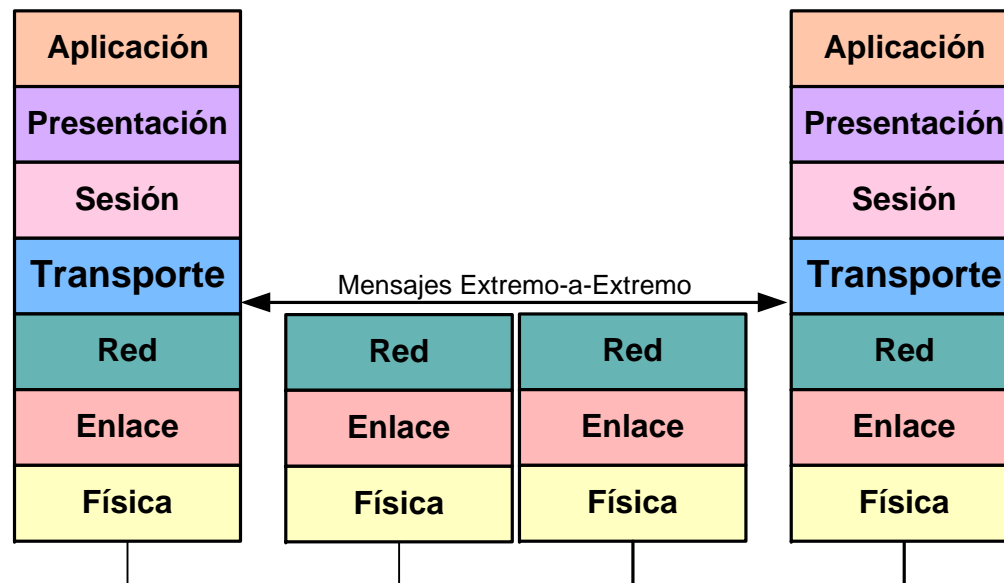 Aplicación
Presentación
Sesión
Transporte
Red
Enlace
Física
Mensajes Extremo-a-Extremo
Red
Enlace
Física
Red
Enlace
Física
Aplicación
Presentación
Sesión
Transporte
Red
Enlace
Física